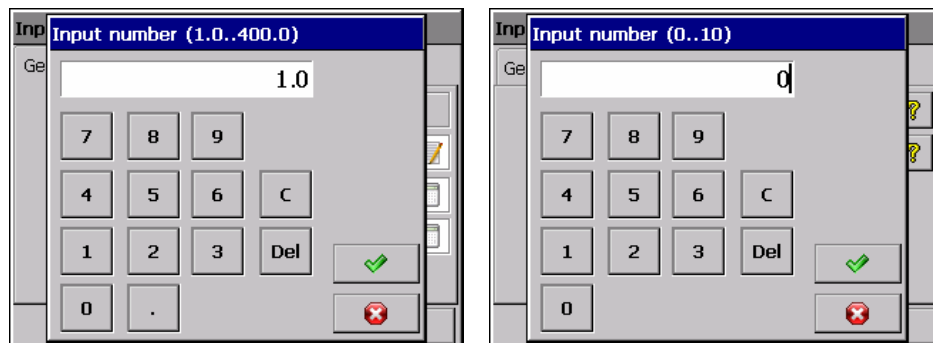 Inp
Input number (1.0..400.0)
Ge
1.0
7 8 9
4 5 6 C
1 2 3 Del
0 .
Inp
Input number (0..10)
Ge
0
7 8 9
4 5 6 C
1 2 3 Del
0
?
?